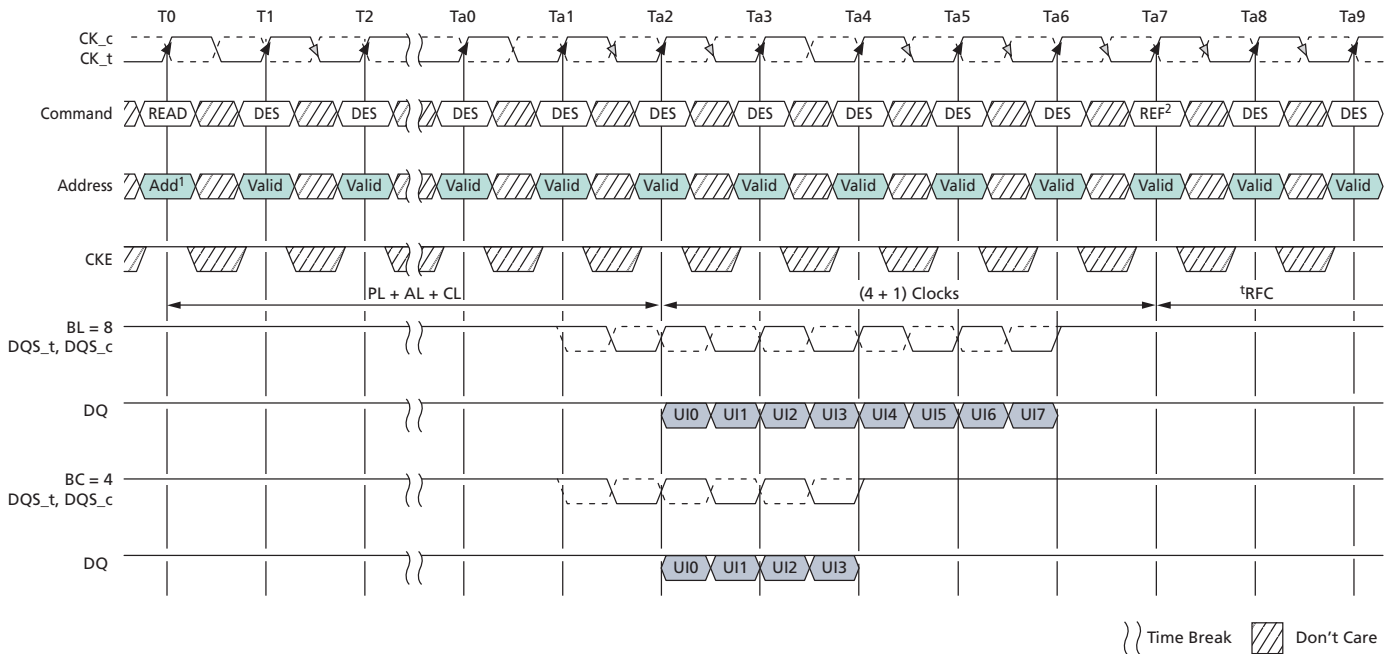 T0 T1 T2 Ta0 Ta1 Ta2 Ta3 Ta4 Ta5 Ta6 Ta7 Ta8 Ta9
CK_c
CK_t
Command READ DES DES DES DES DES DES DES DES DES REF2 DES DES
Address Add1 Valid Valid Valid Valid Valid Valid Valid Valid Valid Valid Valid Valid
CKE
PL + AL + CL (4 + 1) Clocks tRFC
BL = 8
DQS_t, DQS_c
DQ UI0 UI1 UI2 UI3 UI4 UI5 UI6 UI7
BC = 4
DQS_t, DQS_c
DQ UI0 UI1 UI2 UI3
Time Break Don't Care